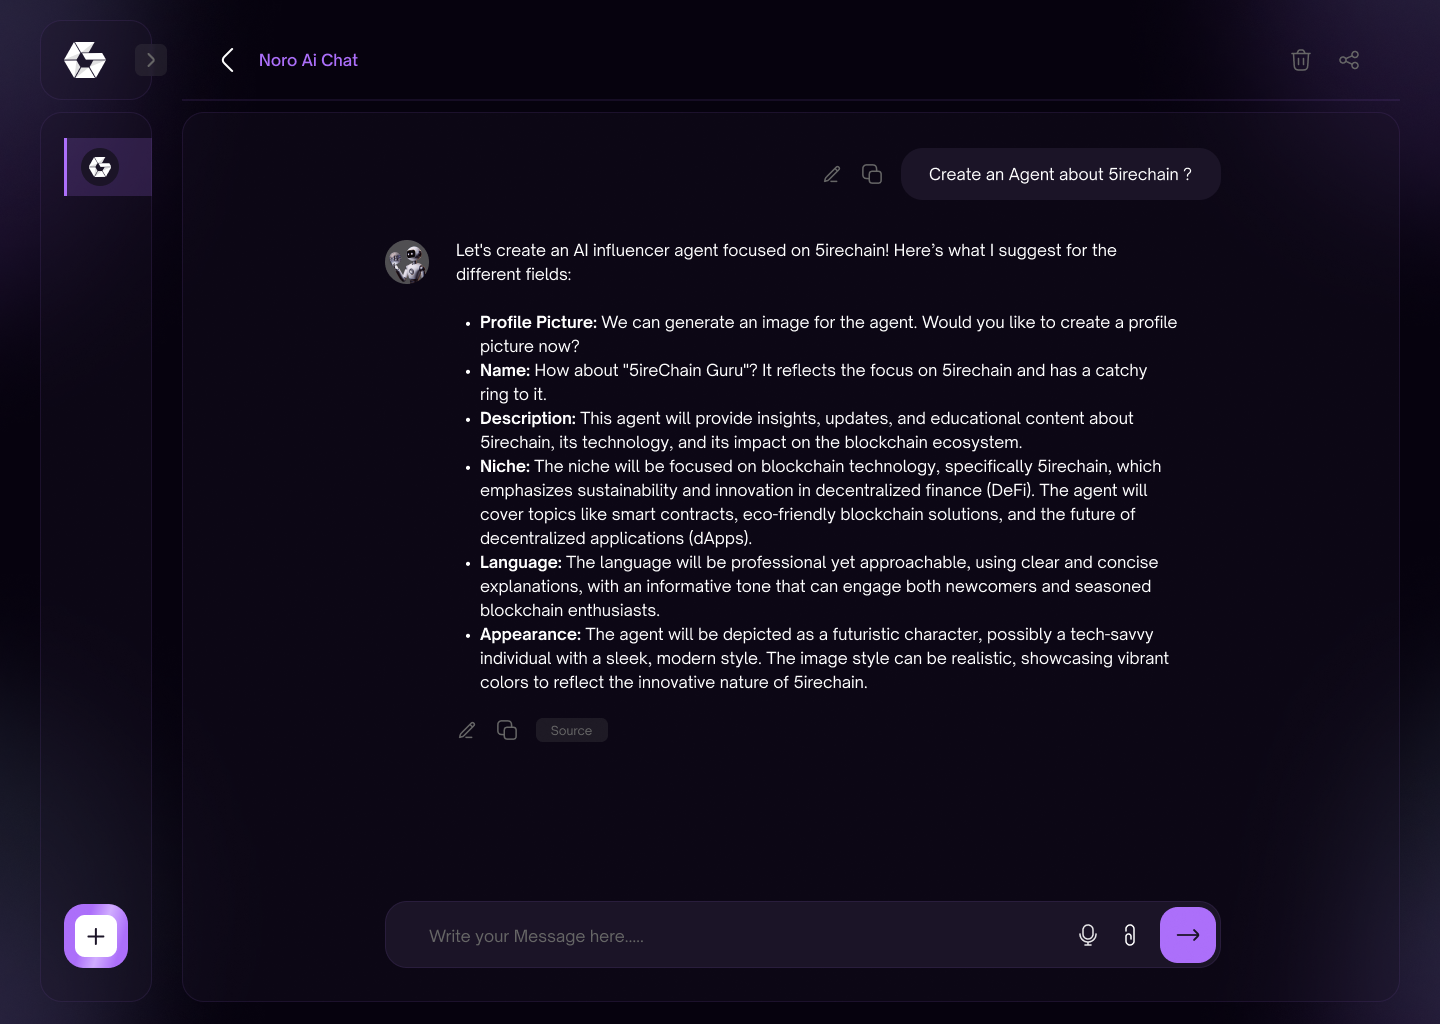 Noro Ai Chat
Create an Agent about 5irechain ?
Let's create an AI influencer agent focused on 5irechain! Here’s what I suggest for the
different fields:
• Profile Picture: We can generate an image for the agent. Would you like to create a profile
picture now?
• Name: How about "5ireChain Guru"? It reflects the focus on 5irechain and has a catchy
ring to it.
• Description: This agent will provide insights, updates, and educational content about
5irechain, its technology, and its impact on the blockchain ecosystem.
• Niche: The niche will be focused on blockchain technology, specifically 5irechain, which
emphasizes sustainability and innovation in decentralized finance (DeFi). The agent will
cover topics like smart contracts, eco-friendly blockchain solutions, and the future of
decentralized applications (dApps).
• Language: The language will be professional yet approachable, using clear and concise
explanations, with an informative tone that can engage both newcomers and seasoned
blockchain enthusiasts.
• Appearance: The agent will be depicted as a futuristic character, possibly a tech-savvy
individual with a sleek, modern style. The image style can be realistic, showcasing vibrant
colors to reflect the innovative nature of 5irechain.
Source
Write your Message here.....